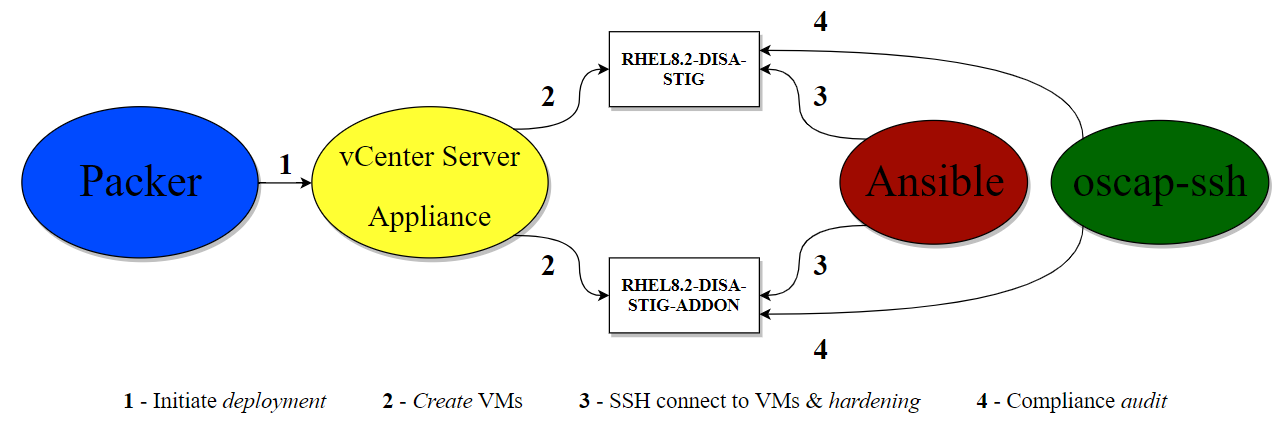 4
RHEL8.2-DISA-
STIG
2
3
1
Packer
vCenter Server
Appliance
Ansible
oscap-ssh
2
3
RHEL8.2-DISA-
STIG-ADDON
4
1 - Initiate deployment 2 - Create VMs 3 - SSH connect to VMs & hardening 4 - Compliance audit